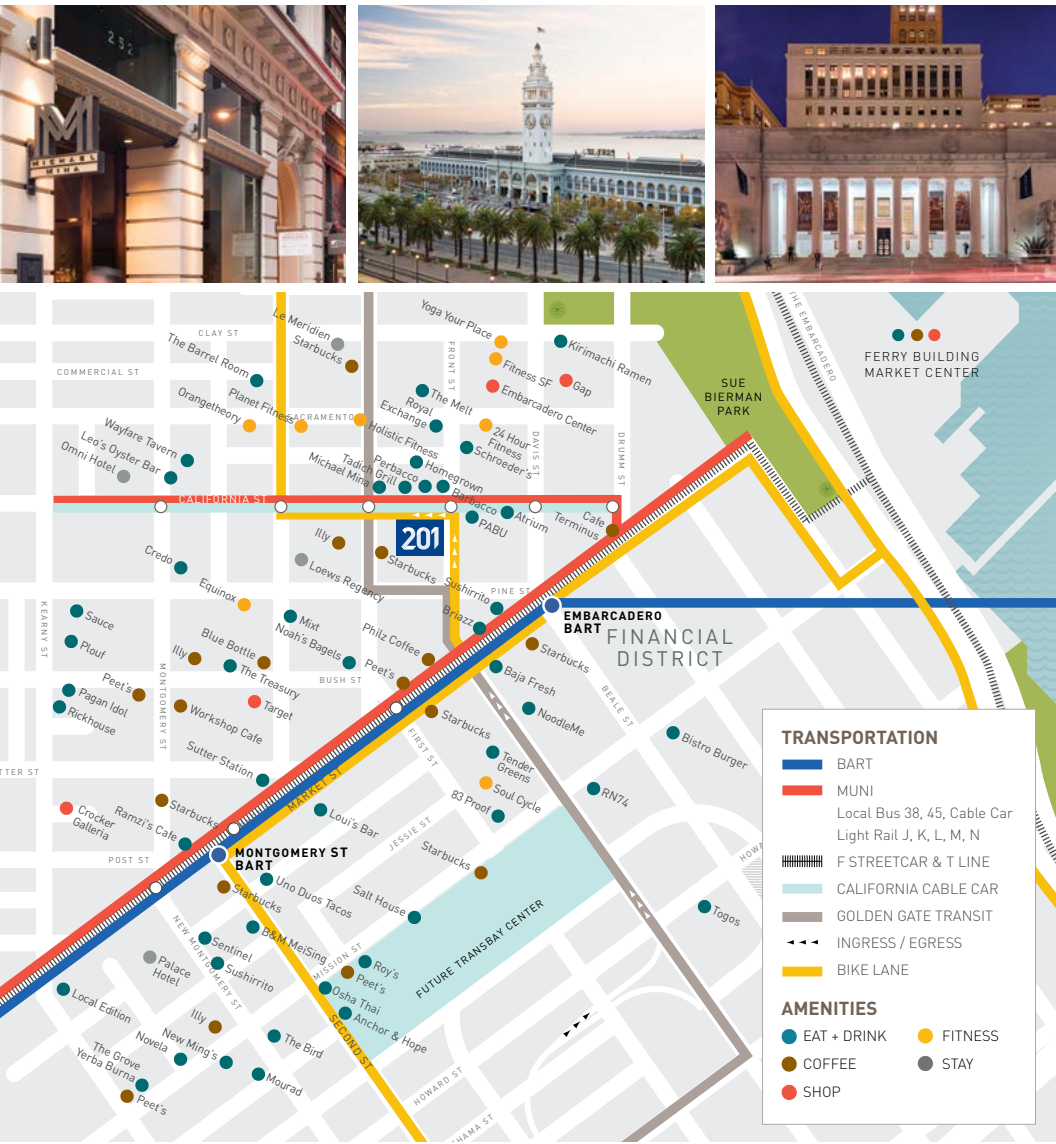 252
MICHAEL
MINA
CLAY ST
COMMERCIAL ST
SACRAMENTO
CALIFORNIA ST
FRONT ST
DAVIS ST
DRUMM ST
THE EMBARCADERO
Le Meridien
Starbucks
The Barrel Room
Orangetheory
Planet Fitness
Wayfare Tavern
Leo's Oyster Bar
Omni Hotel
Yoga Your Place
Fitness SF
Embarcadero Center
Kirimachi Ramen
Gap
The Melt
Royal
Exchange
Holistic Fitness
24 Hour
Fitness
Schroeder's
Homegrown
Perbacco
Tadich Grill
Michael Mina
Barbacco
PABU
Atrium
Cafe
Terminus
SUE
BIERMAN
PARK
FERRY BUILDING
MARKET CENTER
201
Illy
Loews Regency
Starbucks
Sushirrito
PINE ST
Briazz
EMBARCADERO
BART
FINANCIAL
DISTRICT
Credo
Equinox
KEARNY ST
Sauce
Plouf
Peet's
Pagan Idol
Rickhouse
MONTGOMERY ST
Mixt
Noah's Bagels
Blue Bottle
Illy
The Treasury
Target
Workshop Cafe
BUSH ST
Philz Coffee
Peet's
Starbucks
Baja Fresh
NoodleMe
BEALE ST
Bistro Burger
Starbucks
FIRST ST
Tender
Greens
Soul Cycle
83 Proof
RN74
Sutter Station
TTER ST
MARKET ST
Crocker
Galleria
Starbucks
Ramzi's Cafe
POST ST
Loui's Bar
JESSIE ST
MONTGOMERY ST
BART
Starbucks
Uno Duos Tacos
Salt House
Starbucks
HOWA
Togos
FUTURE TRANSBAY CENTER
NEW MONTGOMERY ST
Sentinel
B&M MeiSing
Sushirrito
Palace
Hotel
MISSION ST
Roy's
Peet's
Osha Thai
Anchor & Hope
SECOND ST
Local Edition
Illy
New Ming's
Novela
The Bird
Mourad
The Grove
Yerba Burna
Peet's
HOWARD ST
HAMA ST
TRANSPORTATION
BART
MUNI
Local Bus 38, 45, Cable Car
Light Rail J, K, L, M, N
F STREETCAR & T LINE
CALIFORNIA CABLE CAR
GOLDEN GATE TRANSIT
INGRESS / EGRESS
BIKE LANE
AMENITIES
EAT + DRINK
FITNESS
COFFEE
STAY
SHOP